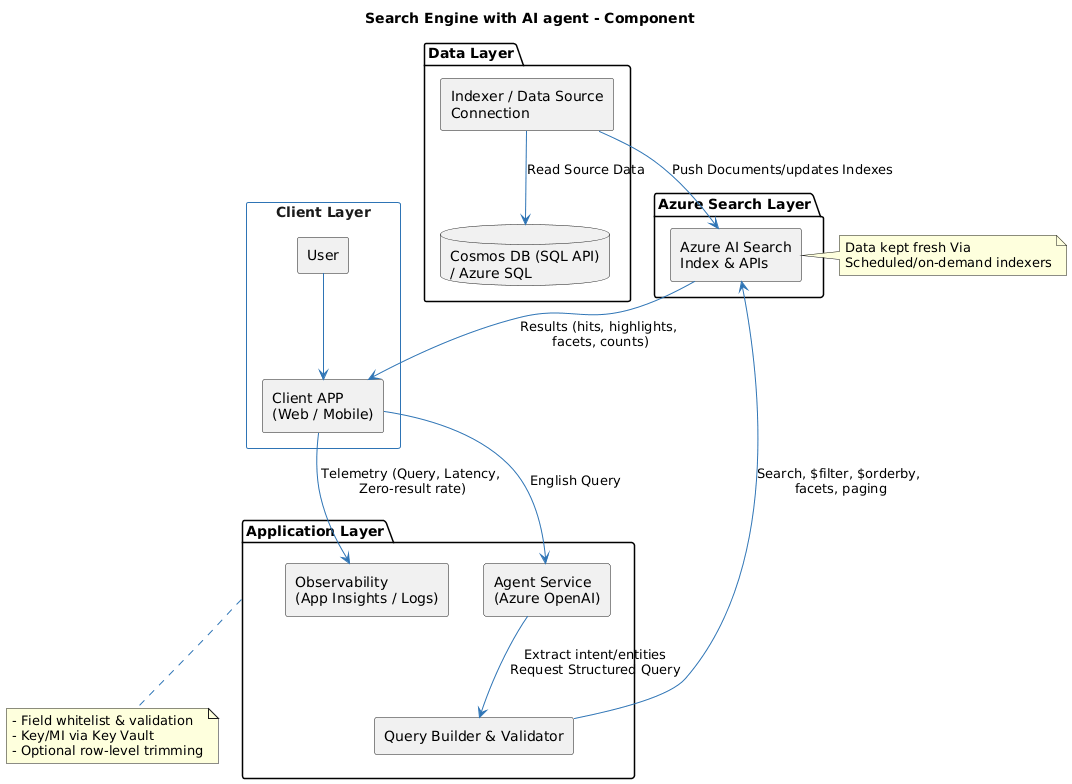 Search Engine with AI agent - Component
Data Layer
Indexer / Data Source
Connection
Read Source Data
Push Documents/updates Indexes
Cosmos DB (SQL API)
/ Azure SQL
Azure Search Layer
Azure AI Search
Index & APIs
Data kept fresh Via
Scheduled/on-demand indexers
Client Layer
User
Results (hits, highlights,
facets, counts)
Client APP
(Web / Mobile)
Telemetry (Query, Latency,
Zero-result rate)
English Query
Search, $filter, $orderby,
facets, paging
Application Layer
Observability
(App Insights / Logs)
Agent Service
(Azure OpenAI)
Extract intent/entities
Request Structured Query
Query Builder & Validator
- Field whitelist & validation
- Key/MI via Key Vault
- Optional row-level trimming